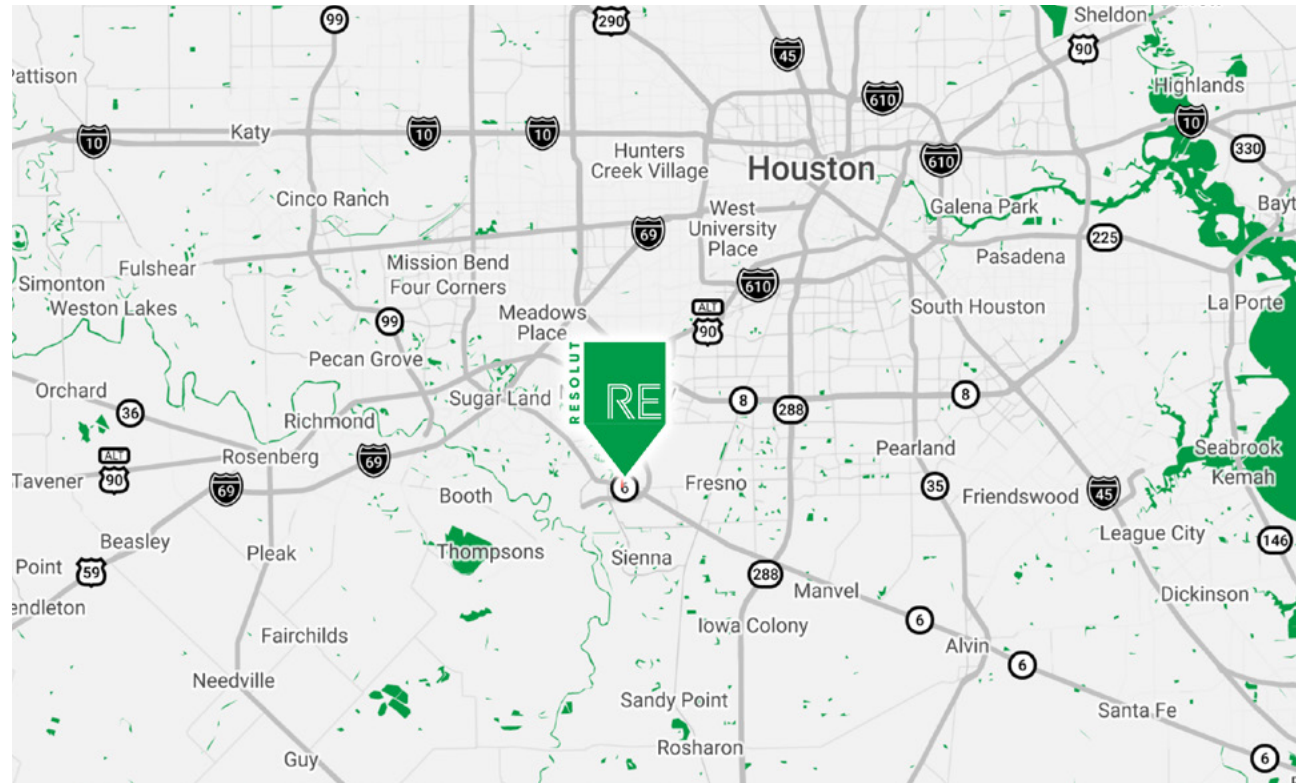 99
290
Sheldon
90
45
Pattison
Highlands
610
10
Katy
10
10
10
330
Hunters
Creek Village
Houston
610
Cinco Ranch
West
University
Place
Galena Park
Bayt
69
225
Pasadena
Fulshear
Mission Bend
Four Corners
Simonton
Weston Lakes
610
La Porte
South Houston
Meadows
Place
ALT
90
99
Pecan Grove
RESOLUT
RE
Orchard
36
Sugar Land
8
288
8
Richmond
ALT
90
Tavener
Rosenberg
69
69
Pearland
Seabrook
Kemah
Booth
6
Fresno
35
Friendswood
45
League City
Beasley
Pleak
Thompsons
Sienna
146
Point
59
288
Manvel
Dickinson
endleton
Fairchilds
Iowa Colony
6
Alvin
6
Needville
Sandy Point
Santa Fe
Rosharon
Guy
6